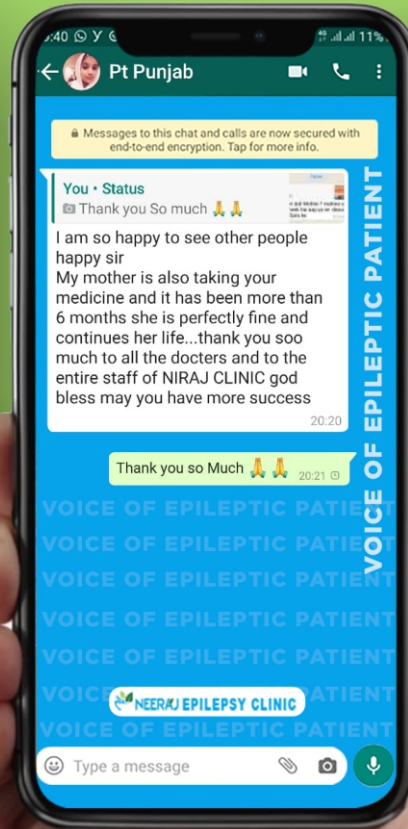 :40
11%
Pt Punjab
Messages to this chat and calls are now secured with
end-to-end encryption. Tap for more info.
You • Status
Thank you So much 🙏 🙏
I am so happy to see other people
happy sir
My mother is also taking your
medicine and it has been more than
6 months she is perfectly fine and
continues her life...thank you soo
much to all the docters and to the
entire staff of NIRAJ CLINIC god
bless may you have more success
20:20
Thank you so Much 🙏 🙏
20:21
VOICE OF EPILEPTIC PATIENT
VOICE OF EPILEPTIC PATIENT
VOICE OF EPILEPTIC PATIENT
VOICE OF EPILEPTIC PATIENT
VOICE OF EPILEPTIC PATIENT
VOICE OF EPILEPTIC PATIENT
VOICE PATIENT
NEERAJ EPILEPSY CLINIC
VOICE OF EPILEPTIC PATIENT
Type a message